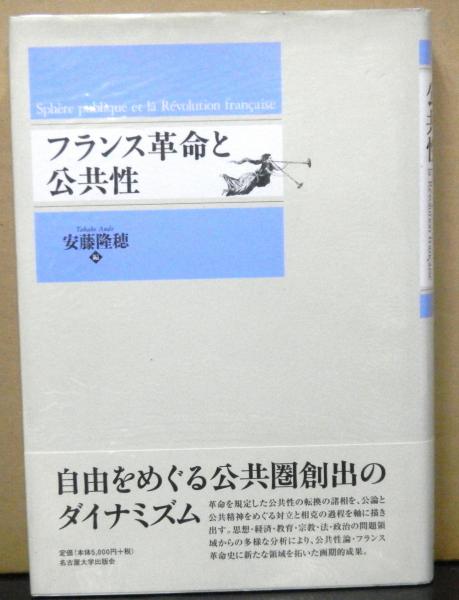 Sphère publique et la Révolution française
フランス革命と
公共性
Takaho Ando
安藤隆穂
編
自由をめぐる公共圏創出の
ダイナミズム
革命を規定した公共性の転換の諸相を、公論と
公共精神をめぐる対立と相克の過程を軸に描き
出す。思想・経済・教育・宗教・法・政治の問題領
域からの多様な分析により、公共性論・フランス
革命史に新たな領域を拓いた画期的成果。
定価(本体5,000円+税)
名古屋大学出版会
公共性
la Révolution française